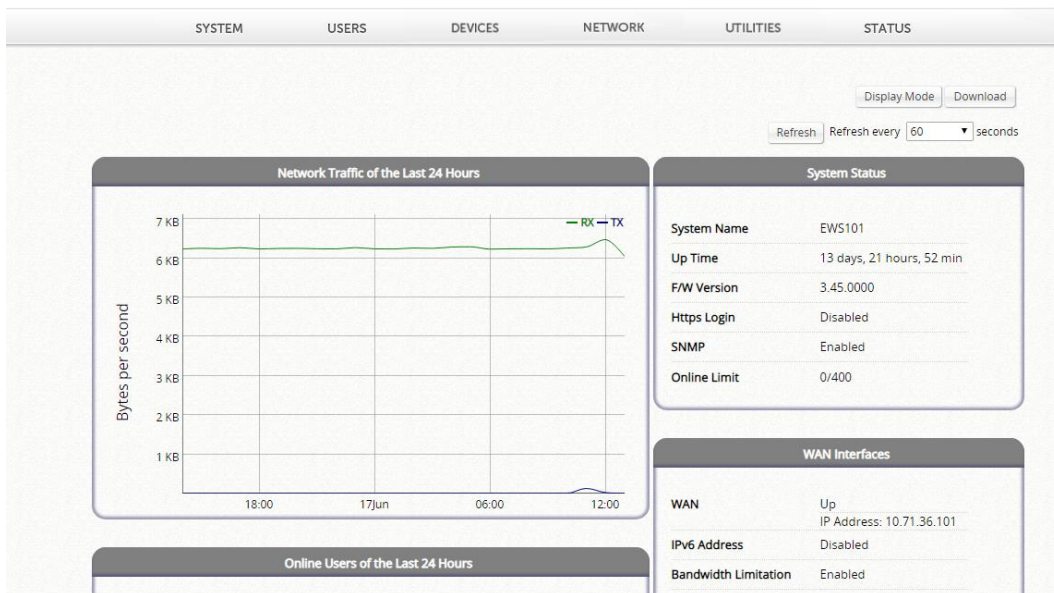 SYSTEM USERS DEVICES NETWORK UTILITIES STATUS
Display Mode Download
Refresh Refresh every 60 seconds
Network Traffic of the Last 24 Hours
7 KB
6 KB
5 KB
4 KB
3 KB
2 KB
1 KB
Bytes per second
RX TX
18:00 17Jun 06:00 12:00
Online Users of the Last 24 Hours
System Status
System Name EWS101
Up Time 13 days, 21 hours, 52 min
F/W Version 3.45.0000
Https Login Disabled
SNMP Enabled
Online Limit 0/400
WAN Interfaces
WAN Up
IP Address: 10.71.36.101
IPv6 Address Disabled
Bandwidth Limitation Enabled